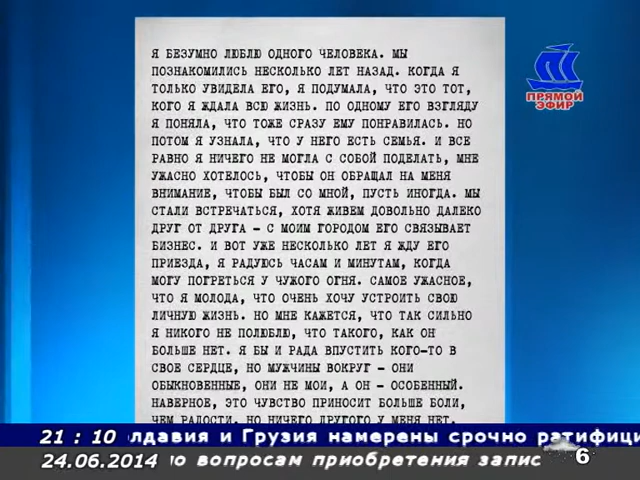 Я БЕЗУМНО ЛЮБЛЮ ОДНОГО ЧЕЛОВЕКА. МЫ
ПОЗНАКОМИЛИСЬ НЕСКОЛЬКО ЛЕТ НАЗАД. КОГДА Я
ТОЛЬКО УВИДЕЛА ЕГО, Я ПОДУМАЛА, ЧТО ЭТО ТОТ,
КОГО Я ЖДАЛА ВСЮ ЖИЗНЬ. ПО ОДНОМУ ЕГО ВЗГЛЯДУ
Я ПОНЯЛА, ЧТО ТОЖЕ СРАЗУ ЕМУ ПОНРАВИЛАСЬ. НО
ПОТОМ Я УЗНАЛА, ЧТО У НЕГО ЕСТЬ СЕМЬЯ. И ВСЕ
РАВНО Я НИЧЕГО НЕ МОГЛА С СОБОЙ ПОДЕЛАТЬ, МНЕ
УЖАСНО ХОТЕЛОСЬ, ЧТОБЫ ОН ОБРАЩАЛ НА МЕНЯ
ВНИМАНИЕ, ЧТОБЫ БЫЛ СО МНОЙ, ПУСТЬ ИНОГДА. МЫ
СТАЛИ ВСТРЕЧАТЬСЯ, ХОТЯ ЖИВЕМ ДОВОЛЬНО ДАЛЕКО
ДРУГ ОТ ДРУГА – С МОИМ ГОРОДОМ ЕГО СВЯЗЫВАЕТ
БИЗНЕС. И ВОТ УЖЕ НЕСКОЛЬКО ЛЕТ Я ЖДУ ЕГО
ПРИЕЗДА, Я РАДУЮСЬ ЧАСАМ И МИНУТАМ, КОГДА
МОГУ ПОГРЕТЬСЯ У ЧУЖОГО ОГНЯ. САМОЕ УЖАСНОЕ,
ЧТО Я МОЛОДА, ЧТО ОЧЕНЬ ХОЧУ УСТРОИТЬ СВОЮ
ЛИЧНУЮ ЖИЗНЬ. НО МНЕ КАЖЕТСЯ, ЧТО ТАК СИЛЬНО
Я НИКОГО НЕ ПОЛЮБЛЮ, ЧТО ТАКОГО, КАК ОН
БОЛЬШЕ НЕТ. Я БЫ И РАДА ВПУСТИТЬ КОГО-ТО В
СВОЕ СЕРДЦЕ, НО МУЖЧИНЫ ВОКРУГ – ОНИ
ОБЫКНОВЕННЫЕ, ОНИ НЕ МОИ, А ОН – ОСОБЕННЫЙ.
НАВЕРНОЕ, ЭТО ЧУВСТВО ПРИНОСИТ БОЛЬШЕ БОЛИ,
ЧЕМ РАДОСТИ. НО НИЧЕГО ДРУГОГО У МЕНЯ НЕТ.
ПРЯМОЙ
ЭФИР
21 : 10 олдавия и Грузия намерены срочно ратифици
24.06.2014 по вопросам приобретения запис 6